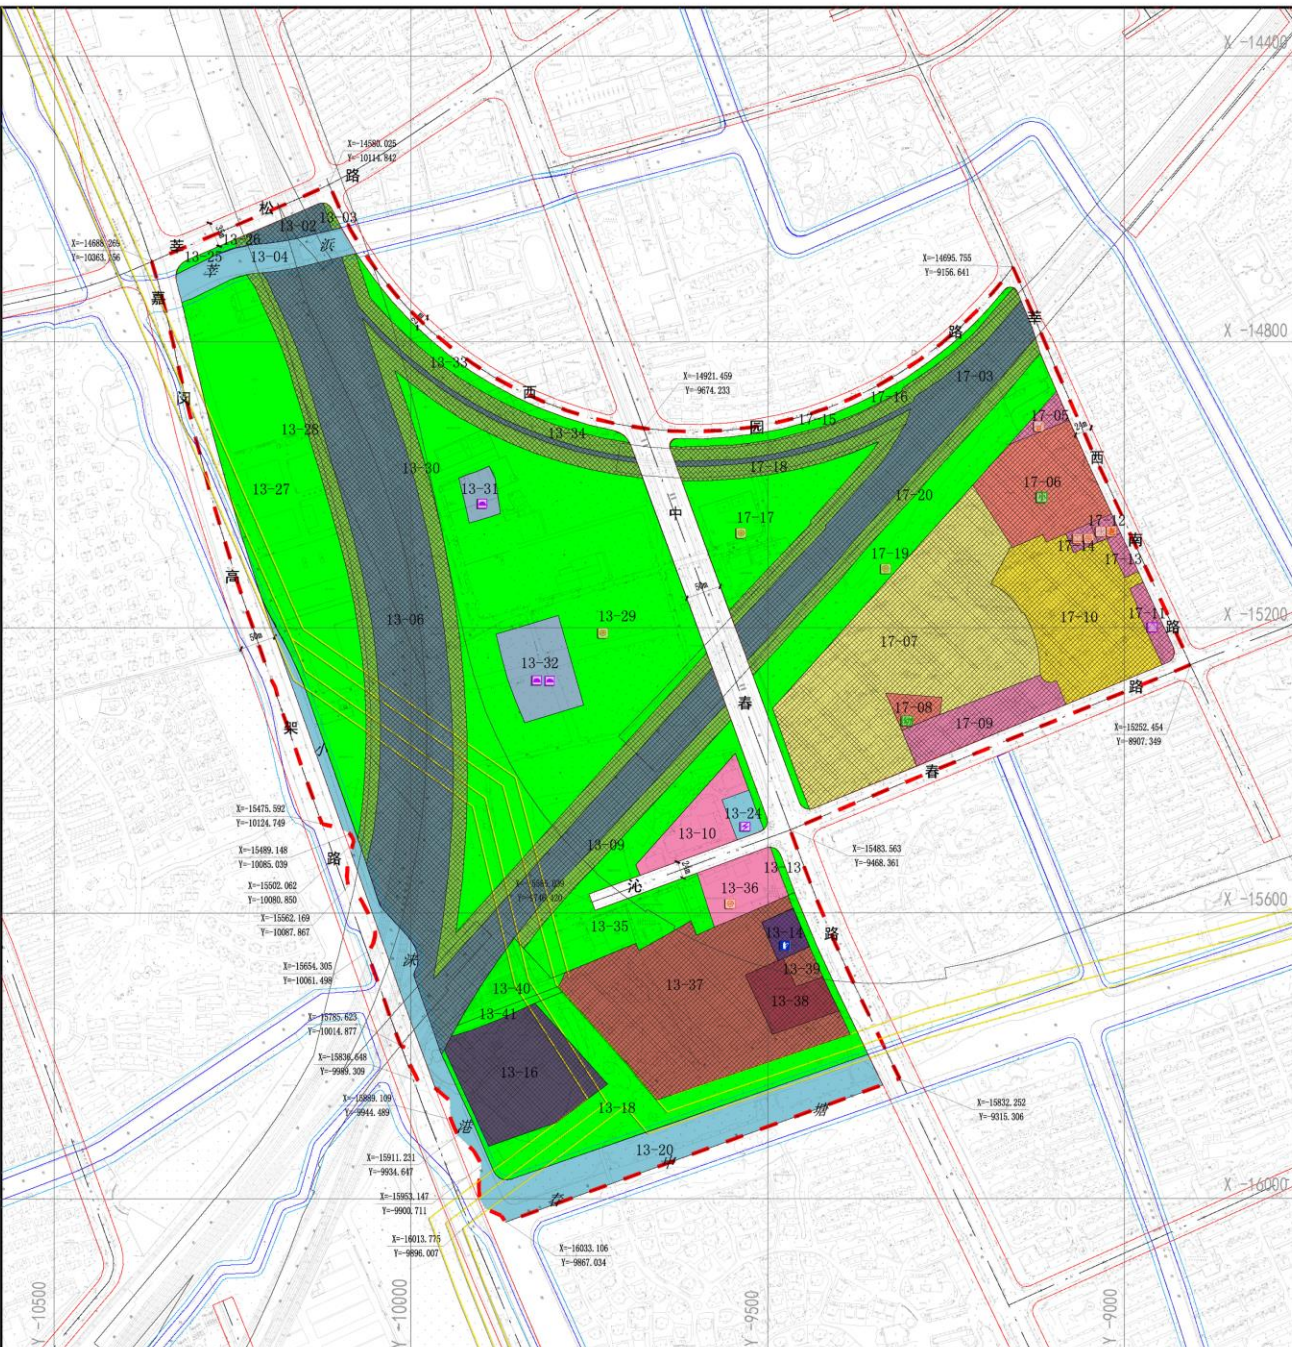 X -14400
X=-14580.025
Y=-10114.842
路
松
莘
13-03
13-02
浜
13-26
13-25
13-04
莘
X=-14688.265
Y=-10363.156
嘉
闵
高
架
路
X=-14695.755
Y=-9156.641
莘
西
南
路
X -14800
路
17-03
13-33
西
X=-14921.459
Y=-9674.233
17-16
17-15
园
17-05
24m
13-28
13-34
13-30
17-18
13-27
13-31
中
17-20
17-06
17-17
17-12
17-14
17-13
17-19
50m
13-06
13-29
17-11
X -15200
17-10
50m
17-07
13-32
春
17-08
17-09
路
小
春
X=-15252.454
Y=-8907.349
X=-15475.592
Y=-10124.749
X=-15489.148
Y=-10085.039
13-24
13-10
13-09
X=-15483.563
Y=-9468.361
13-13
X=-15502.062
Y=-10080.850
24m
沁
13-36
X -15600
X=-15562.169
Y=-10087.867
13-35
路
13-14
涞
X=-15654.305
Y=-10061.498
13-39
13-37
13-40
13-38
13-41
X=-15785.623
Y=-10014.877
X=-15836.648
Y=-9989.309
13-16
X=-15889.109
Y=-9944.489
13-18
X=-15832.252
Y=-9315.306
塘
港
13-20
申
X=-15911.231
Y=-9934.647
X -16000
春
X=-15953.147
Y=-9900.711
X=-16013.775
Y=-9896.007
X=-16033.106
Y=-9867.034
Y -10500
Y -10000
Y -9500
Y -9000